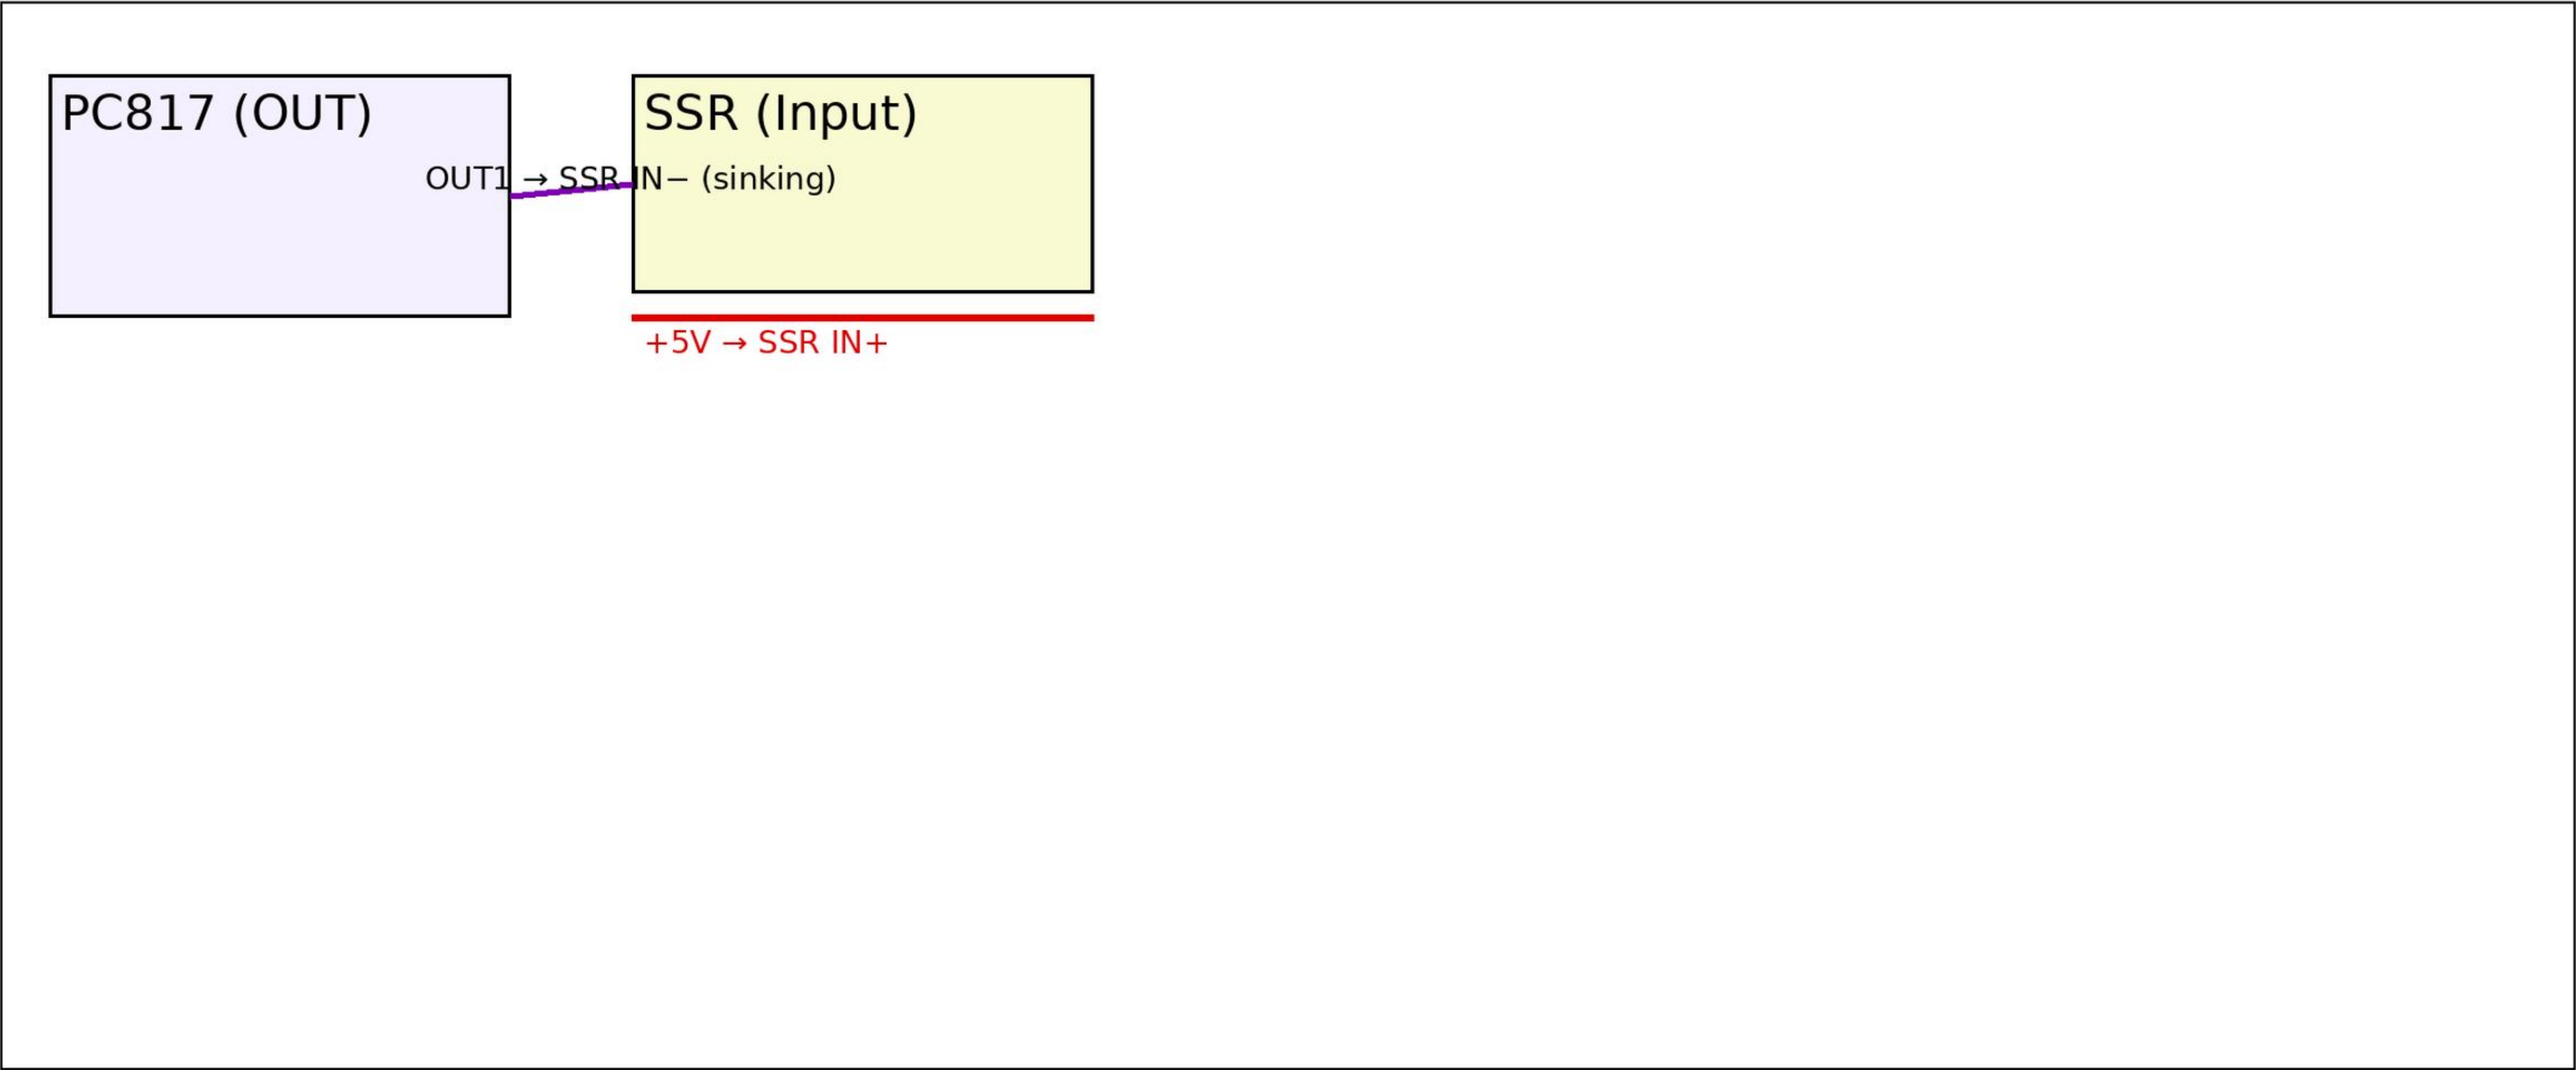 PC817 (OUT)
SSR (Input)
OUT1 → SSR IN− (sinking)
+5V → SSR IN+